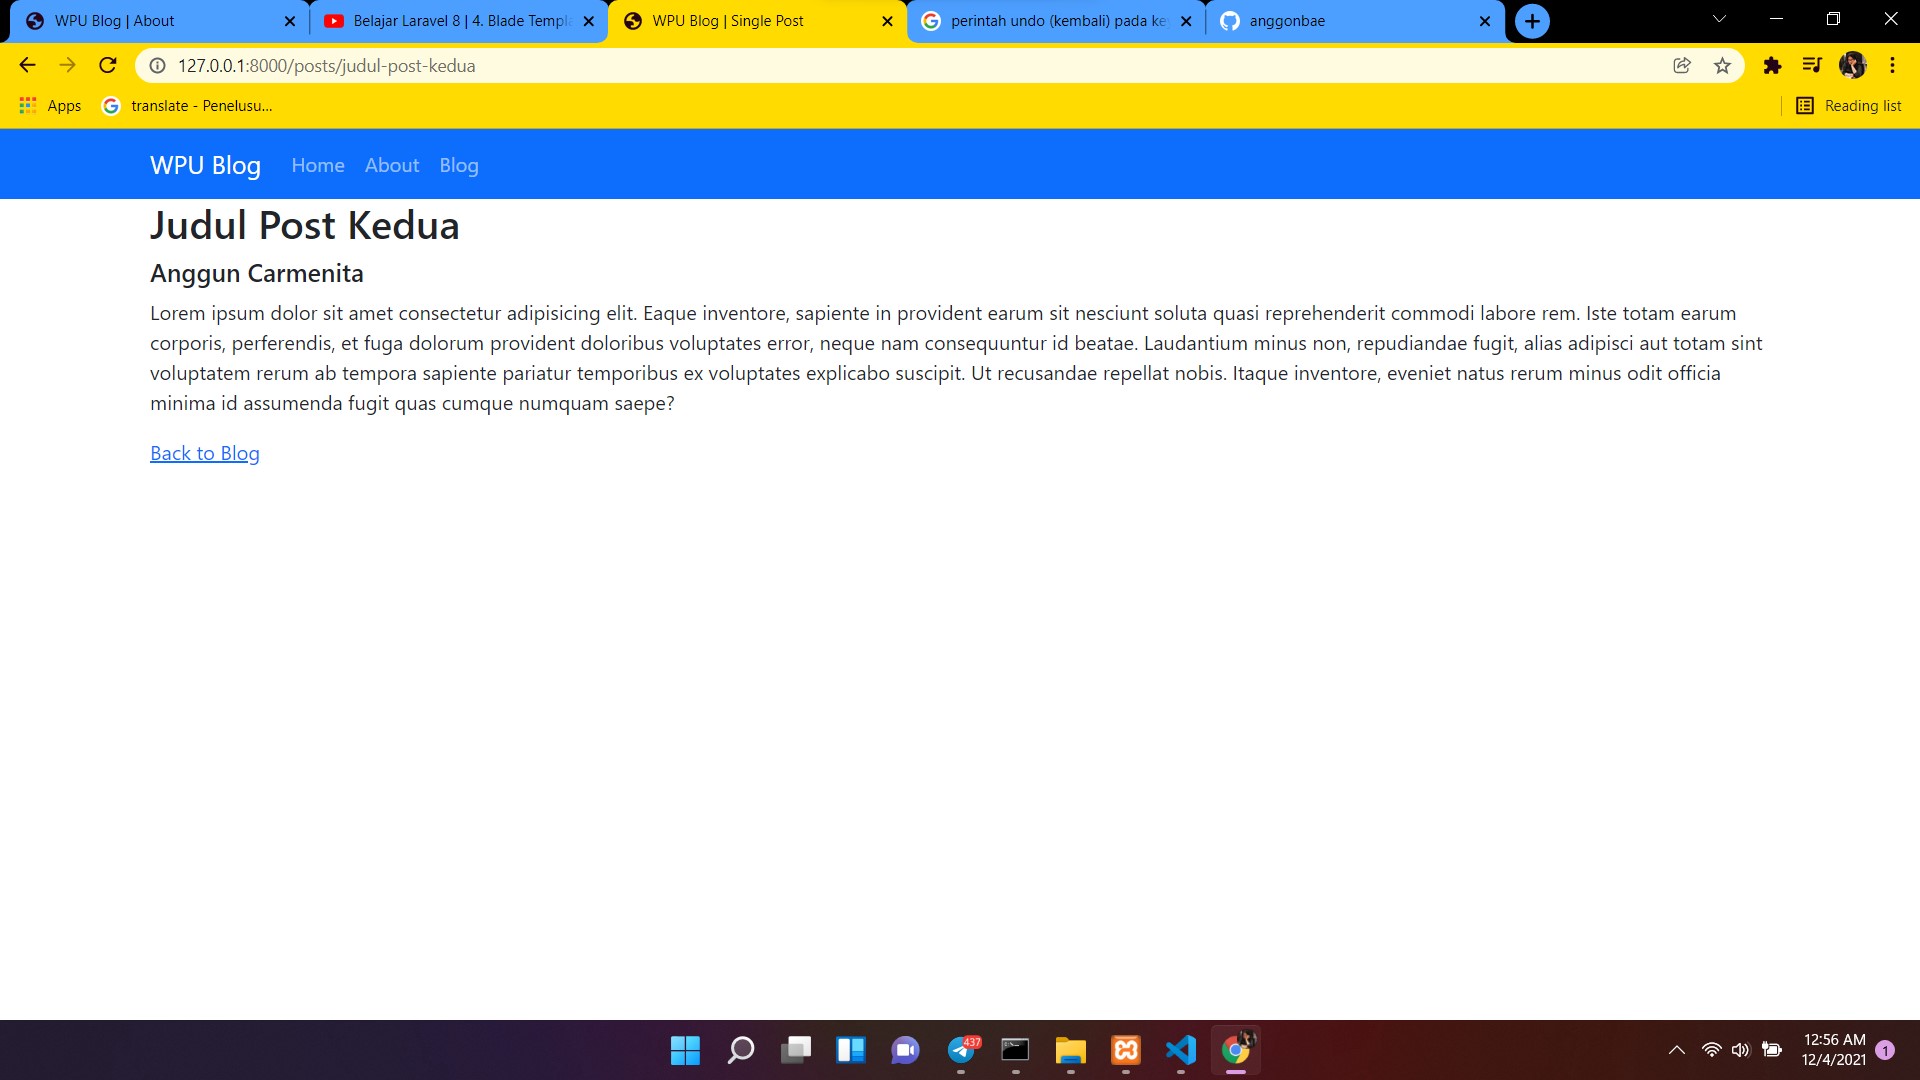 WPU Blog | About
Belajar Laravel 8 | 4. Blade Templa
WPU Blog | Single Post
perintah undo (kembali) pada ke
anggonbae
127.0.0.1:8000/posts/judul-post-kedua
Apps
translate - Penelusu...
Reading list
WPU Blog Home About Blog
Judul Post Kedua
Anggun Carmenita
Lorem ipsum dolor sit amet consectetur adipisicing elit. Eaque inventore, sapiente in provident earum sit nesciunt soluta quasi reprehenderit commodi labore rem. Iste totam earum
corporis, perferendis, et fuga dolorum provident doloribus voluptates error, neque nam consequuntur id beatae. Laudantium minus non, repudiandae fugit, alias adipisci aut totam sint
voluptatem rerum ab tempora sapiente pariatur temporibus ex voluptates explicabo suscipit. Ut recusandae repellat nobis. Itaque inventore, eveniet natus rerum minus odit officia
minima id assumenda fugit quas cumque numquam saepe?
Back to Blog
437
12:56 AM
12/4/2021
1